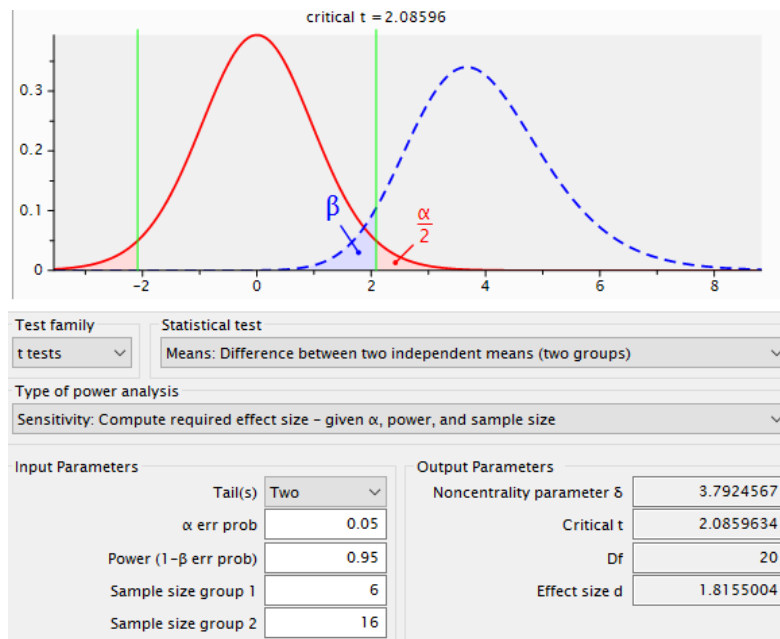 critical t = 2.08596
0.3
0.2
0.1
0
β
α
2
−2 0 2 4 6 8
Test family Statistical test
t tests Means: Difference between two independent means (two groups)
Type of power analysis
Sensitivity: Compute required effect size – given α, power, and sample size
Input Parameters
Tail(s) Two
α err prob 0.05
Power (1−β err prob) 0.95
Sample size group 1 6
Sample size group 2 16
Output Parameters
Noncentrality parameter δ 3.7924567
Critical t 2.0859634
Df 20
Effect size d 1.8155004